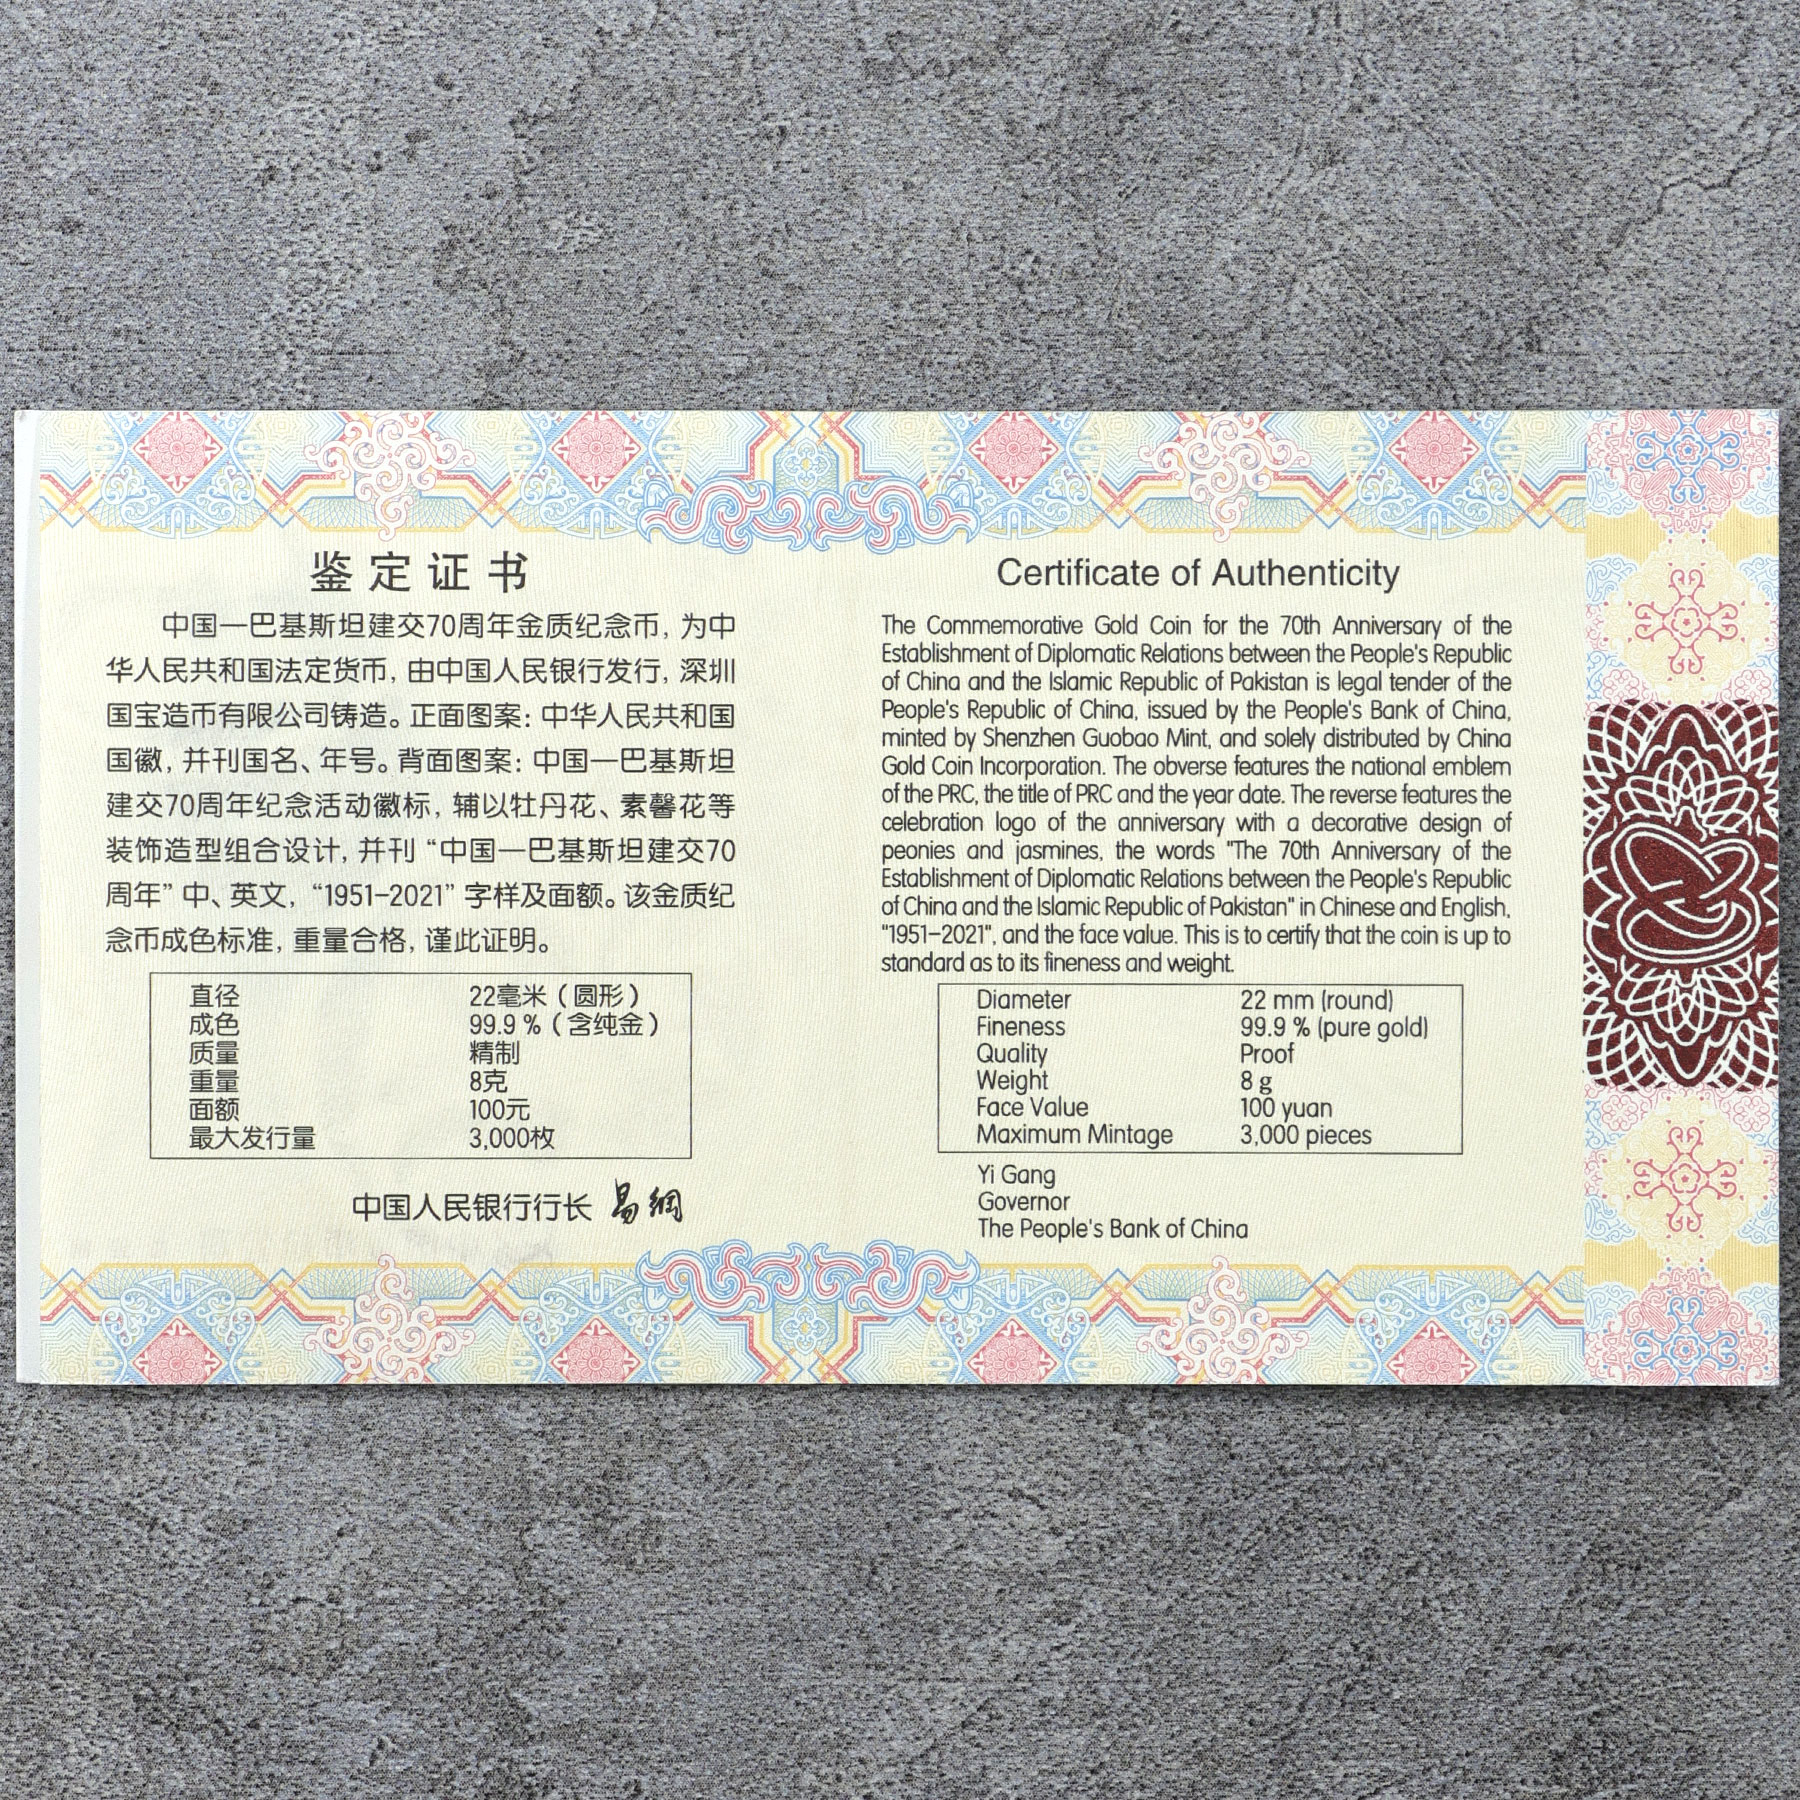 鉴定证书
中国—巴基斯坦建交70周年金质纪念币，为中
华人民共和国法定货币，由中国人民银行发行，深圳
国宝造币有限公司铸造。正面图案：中华人民共和国
国徽，并刊国名、年号。背面图案：中国—巴基斯坦
建交70周年纪念活动徽标，辅以牡丹花、素馨花等
装饰造型组合设计，并刊“中国—巴基斯坦建交70
周年”中、英文，“1951-2021”字样及面额。该金质纪
念币成色标准，重量合格，谨此证明。
直径 22毫米（圆形）
成色 99.9％（含纯金）
质量 精制
重量 8克
面额 100元
最大发行量 3,000枚
中国人民银行行长 易纲
Certificate of Authenticity
The Commemorative Gold Coin for the 70th Anniversary of the
Establishment of Diplomatic Relations between the People's Republic
of China and the Islamic Republic of Pakistan is legal tender of the
People's Republic of China, issued by the People's Bank of China,
minted by Shenzhen Guobao Mint, and solely distributed by China
Gold Coin Incorporation. The obverse features the national emblem
of the PRC, the title of PRC and the year date. The reverse features the
celebration logo of the anniversary with a decorative design of
peonies and jasmines, the words "The 70th Anniversary of the
Establishment of Diplomatic Relations between the People's Republic
of China and the Islamic Republic of Pakistan" in Chinese and English,
"1951-2021", and the face value. This is to certify that the coin is up to
standard as to its fineness and weight.
Diameter 22 mm (round)
Fineness 99.9 % (pure gold)
Quality Proof
Weight 8 g
Face Value 100 yuan
Maximum Mintage 3,000 pieces
Yi Gang
Governor
The People's Bank of China